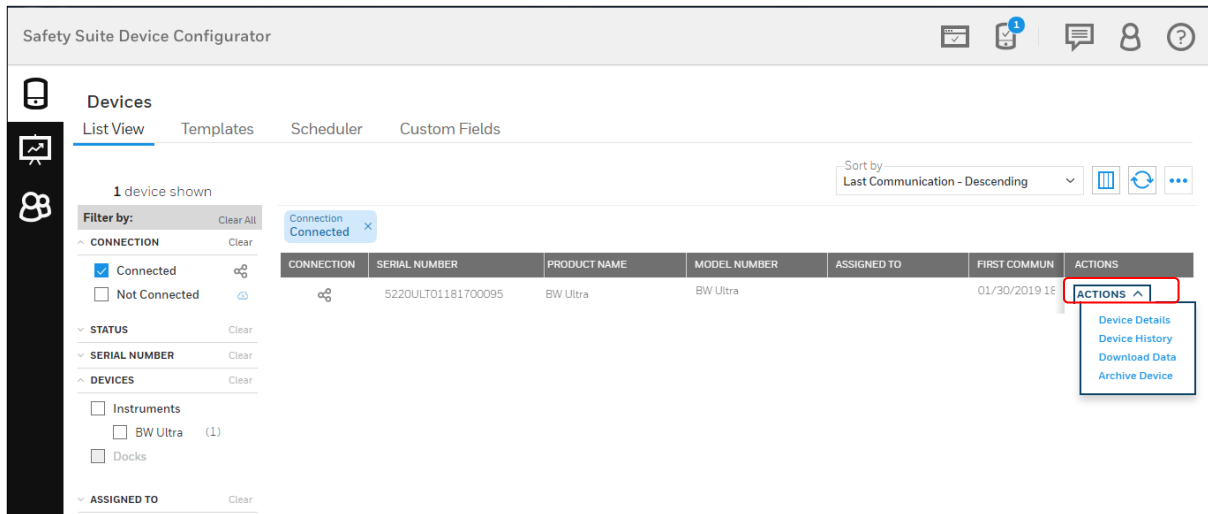 Safety Suite Device Configurator
1
Devices
List View Templates Scheduler Custom Fields
Sort by
Last Communication - Descending
1 device shown
Filter by: Clear All
CONNECTION Clear
Connected
Not Connected
STATUS Clear
SERIAL NUMBER Clear
DEVICES Clear
Instruments
BW Ultra (1)
Docks
ASSIGNED TO Clear
Connection
Connected ×
CONNECTION SERIAL NUMBER PRODUCT NAME MODEL NUMBER ASSIGNED TO FIRST COMMUN ACTIONS
5220ULT01181700095 BW Ultra BW Ultra 01/30/2019 18 ACTIONS
Device Details
Device History
Download Data
Archive Device